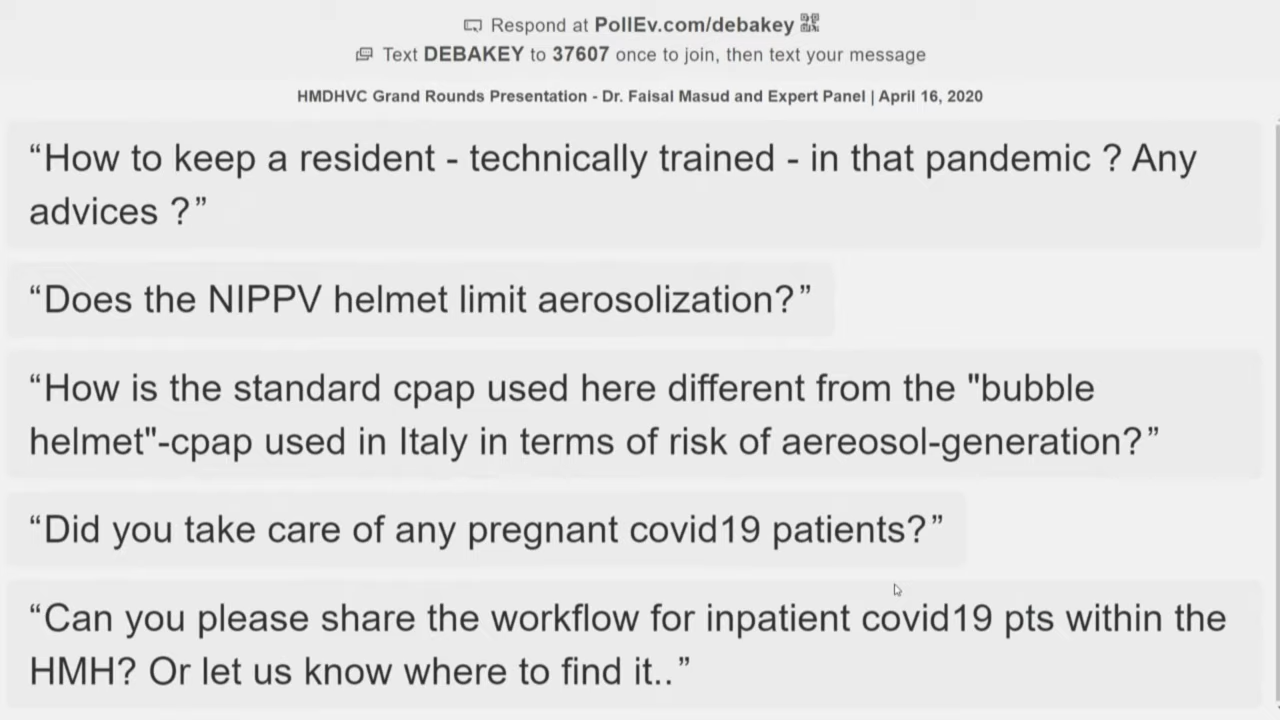 Respond at PollEv.com/debakey
Text DEBAKEY to 37607 once to join, then text your message
HMDHVC Grand Rounds Presentation - Dr. Faisal Masud and Expert Panel | April 16, 2020
“How to keep a resident - technically trained - in that pandemic ? Any
advices ?”
“Does the NIPPV helmet limit aerosolization?”
“How is the standard cpap used here different from the "bubble
helmet"-cpap used in Italy in terms of risk of aereosol-generation?”
“Did you take care of any pregnant covid19 patients?”
“Can you please share the workflow for inpatient covid19 pts within the
HMH? Or let us know where to find it..”